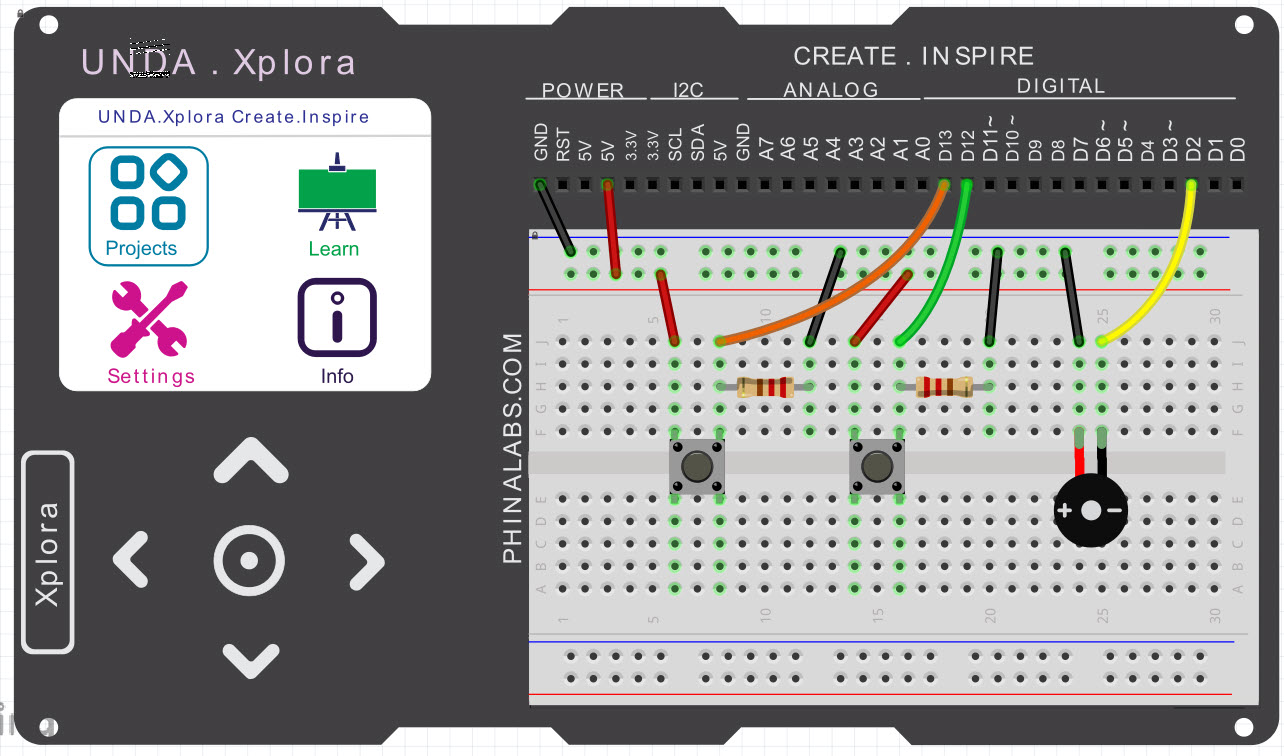 UNDA . Xplora
UNDA.Xplora Create.Inspire
Projects
Learn
Settings
Info
Xplora
CREATE . INSPIRE
POWER I2C ANALOG DIGITAL
GND RST 5V 5V 3.3V 3.3V SCL SDA 5V GND A7 A6 A5 A4 A3 A2 A1 A0 D13 D12 D11~ D10~ D9 D8 D7 D6~ D5~ D4 D3~ D2 D1 D0
PHINALABS.COM
1 5 10 25 30
J J
I I
H H
G G
F F
+ −
E E
D D
C C
B B
A A
1 5 10 15 20 25 30